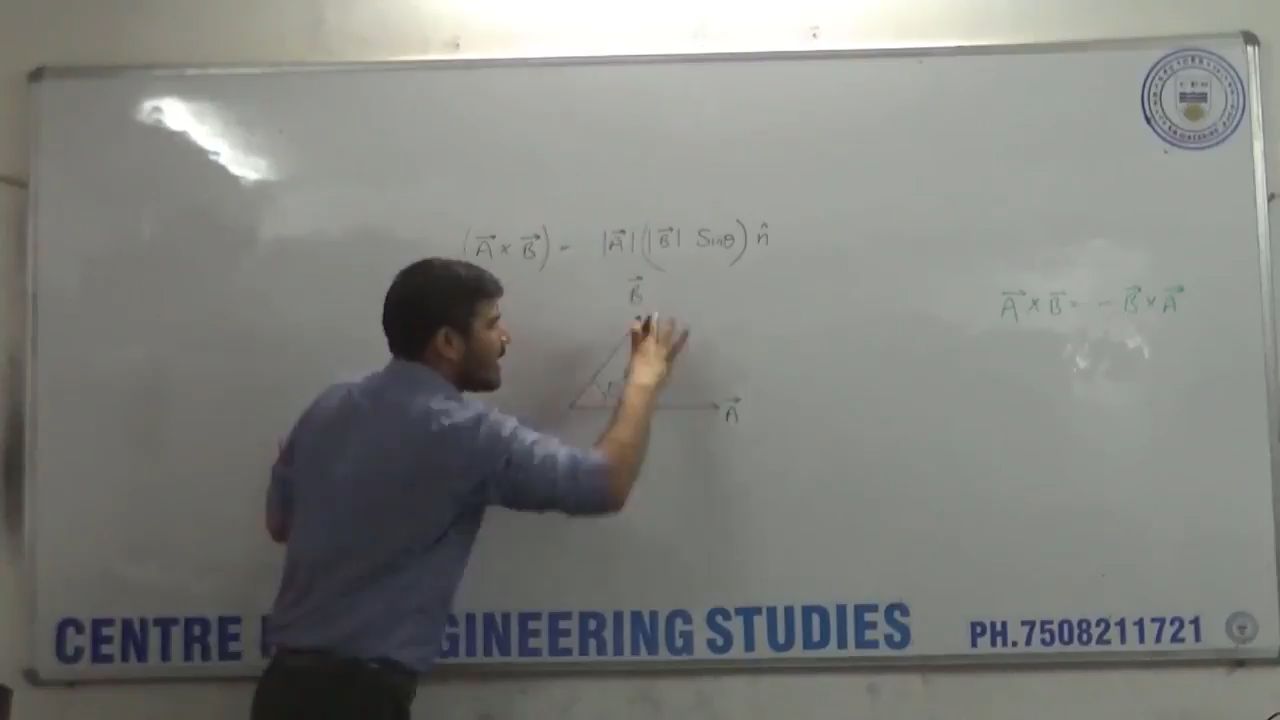 (A⃗ × B⃗) = |A⃗| (|B⃗| Sinθ) n̂
B⃗
A⃗
A⃗ × B⃗ = - B⃗ × A⃗
CENTRE GINEERING STUDIES
PH.7508211721